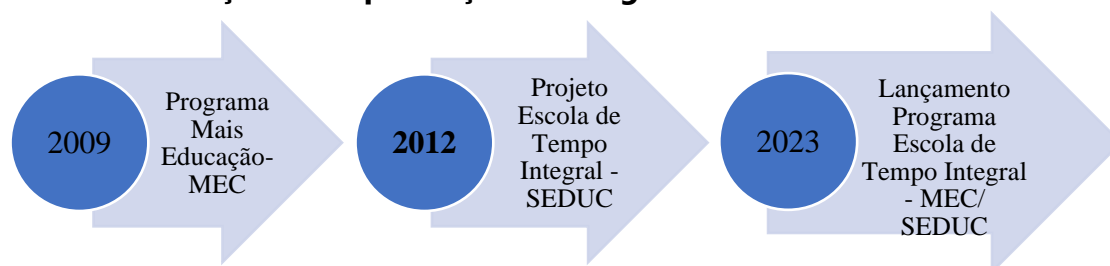 2009
Programa
Mais
Educação-
MEC
2012
Projeto
Escola de
Tempo
Integral -
SEDUC
2023
Lançamento
Programa
Escola de
Tempo Integral
- MEC/
SEDUC